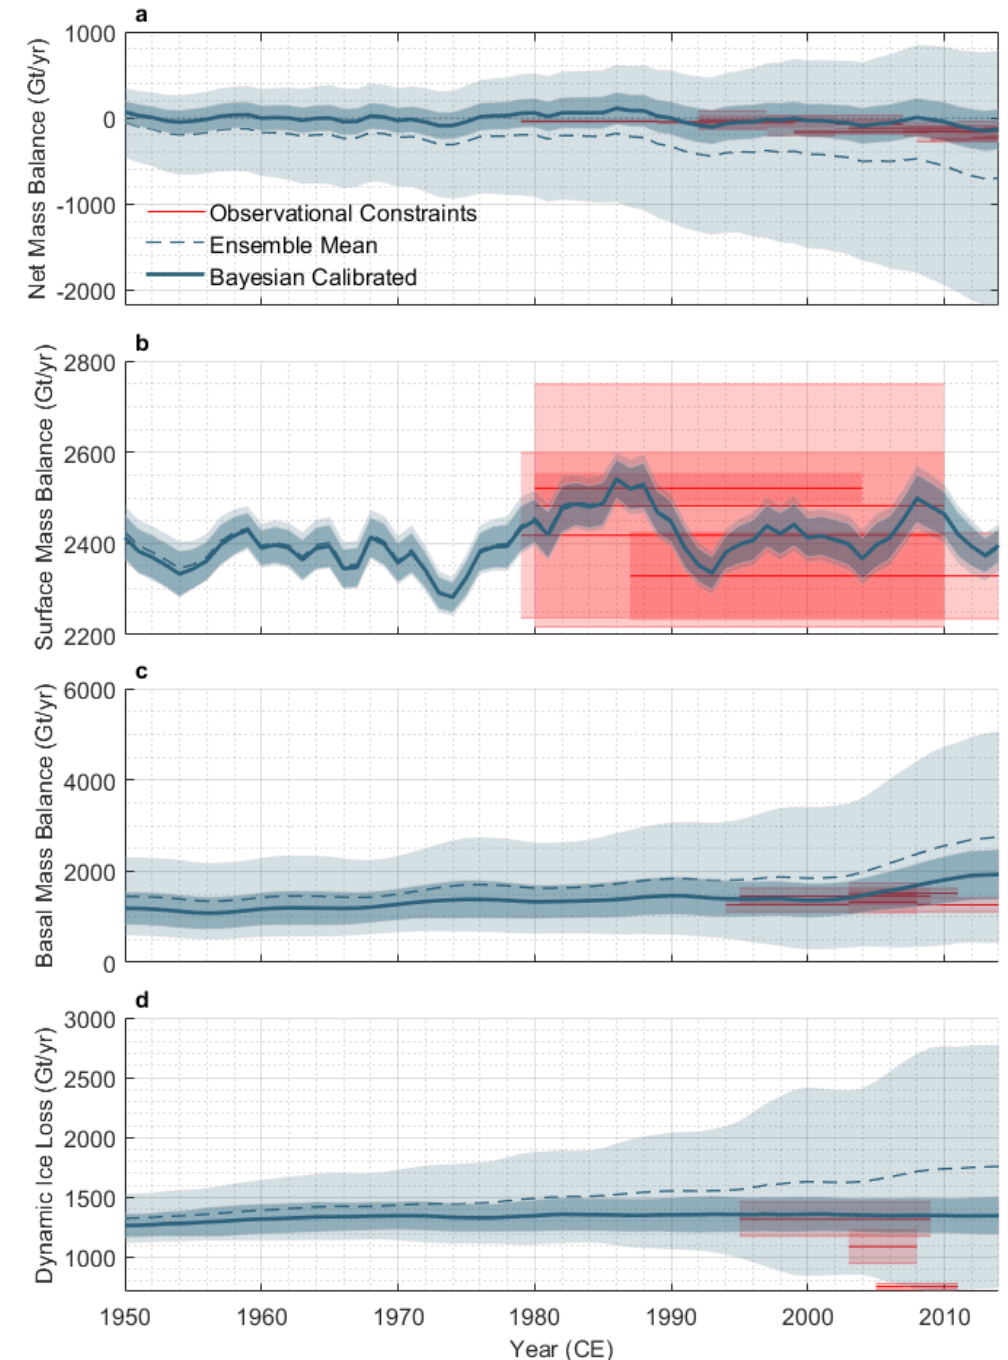 a
Net Mass Balance (Gt/yr)
1000
0
-1000
-2000
Observational Constraints
Ensemble Mean
Bayesian Calibrated
b
Surface Mass Balance (Gt/yr)
2800
2600
2400
2200
c
Basal Mass Balance (Gt/yr)
6000
4000
2000
0
d
Dynamic Ice Loss (Gt/yr)
3000
2500
2000
1500
1000
1950 1960 1970 1980 1990 2000 2010
Year (CE)